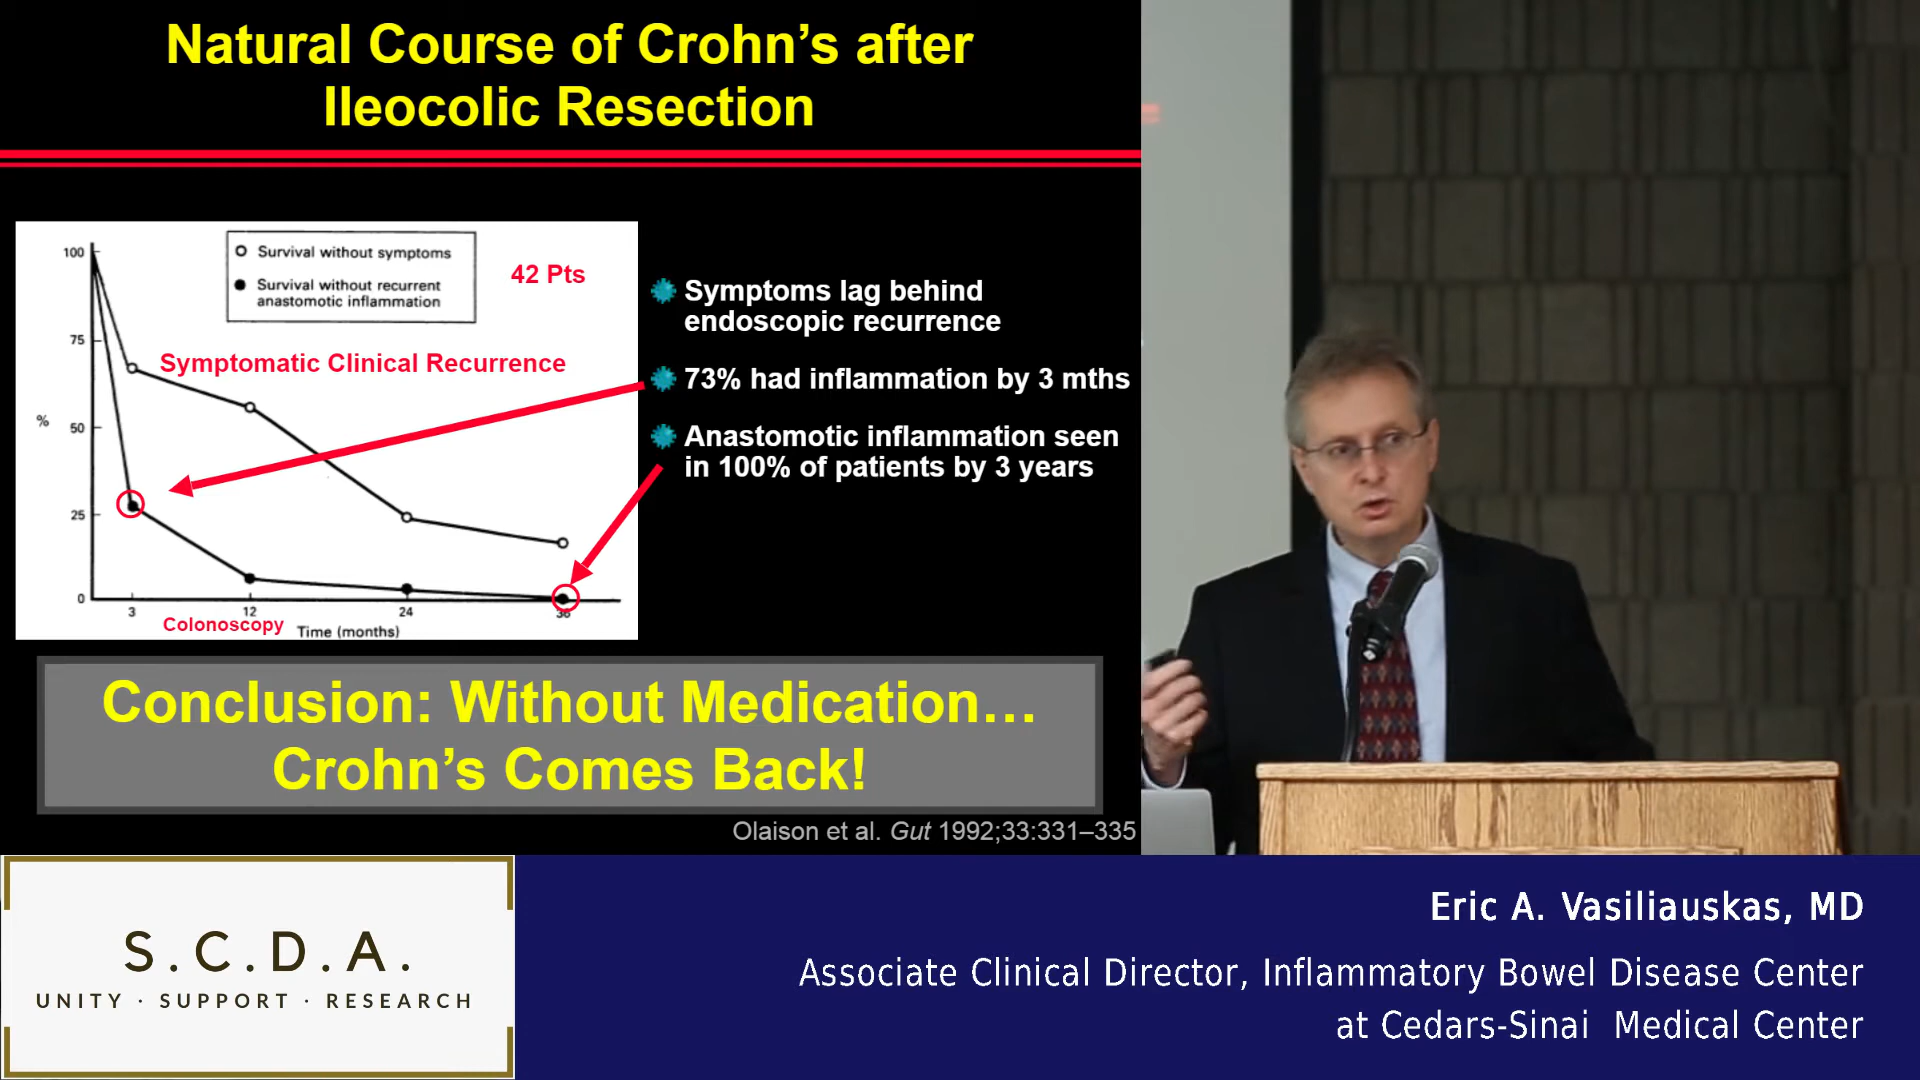 Natural Course of Crohn's after
Ileocolic Resection
100
75
%
50
25
0
Survival without symptoms
Survival without recurrent
anastomotic inflammation
42 Pts
Symptomatic Clinical Recurrence
3
12
24
36
Colonoscopy
Time (months)
Symptoms lag behind
endoscopic recurrence
73% had inflammation by 3 mths
Anastomotic inflammation seen
in 100% of patients by 3 years
Conclusion: Without Medication…
Crohn's Comes Back!
Olaison et al. Gut 1992;33:331–335
S.C.D.A.
UNITY · SUPPORT · RESEARCH
Eric A. Vasiliauskas, MD
Associate Clinical Director, Inflammatory Bowel Disease Center
at Cedars-Sinai Medical Center